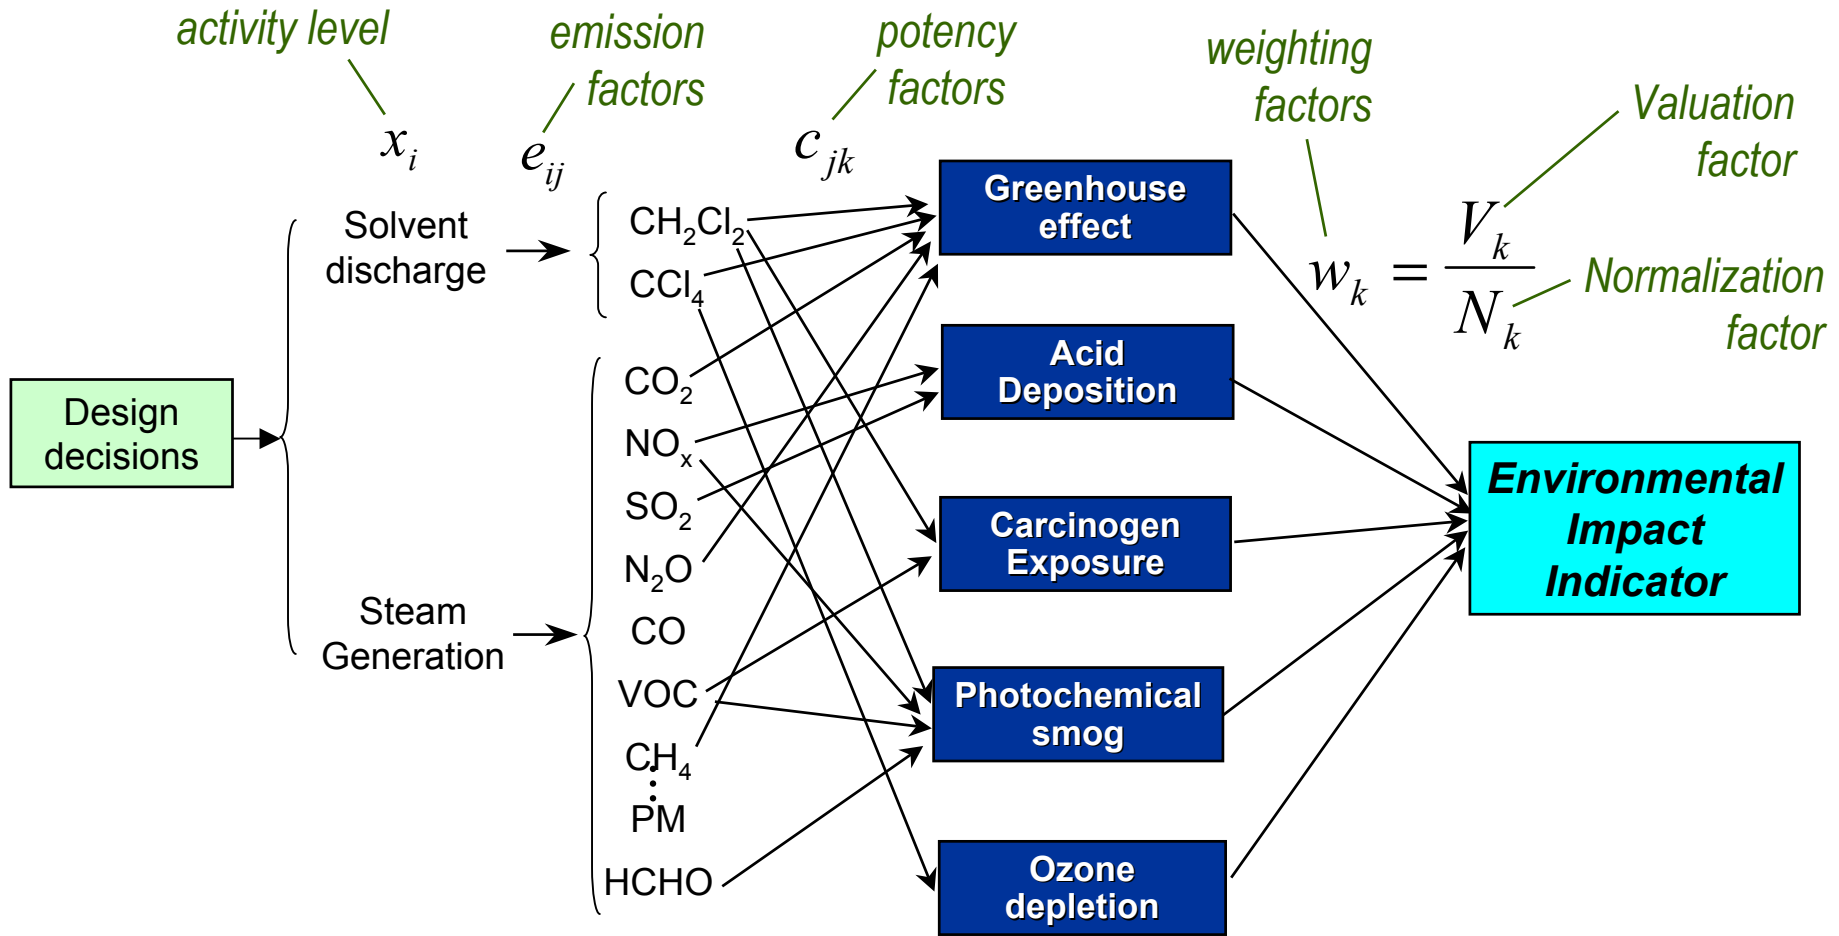 activity level
emission
factors
potency
factors
weighting
factors
Valuation
factor
Normalization
factor
x_i
e_ij
c_jk
w_k = V_k / N_k
Design
decisions
Solvent
discharge
Steam
Generation
CH₂Cl₂
CCl₄
CO₂
NOₓ
SO₂
N₂O
CO
VOC
CH₄
⋮
PM
HCHO
Greenhouse
effect
Acid
Deposition
Carcinogen
Exposure
Photochemical
smog
Ozone
depletion
Environmental
Impact
Indicator